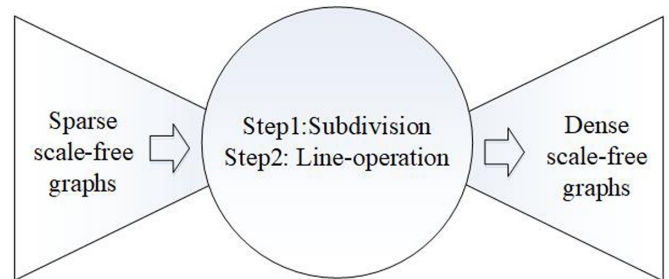 Sparse
scale-free
graphs
Step1:Subdivision
Step2: Line-operation
Dense
scale-free
graphs